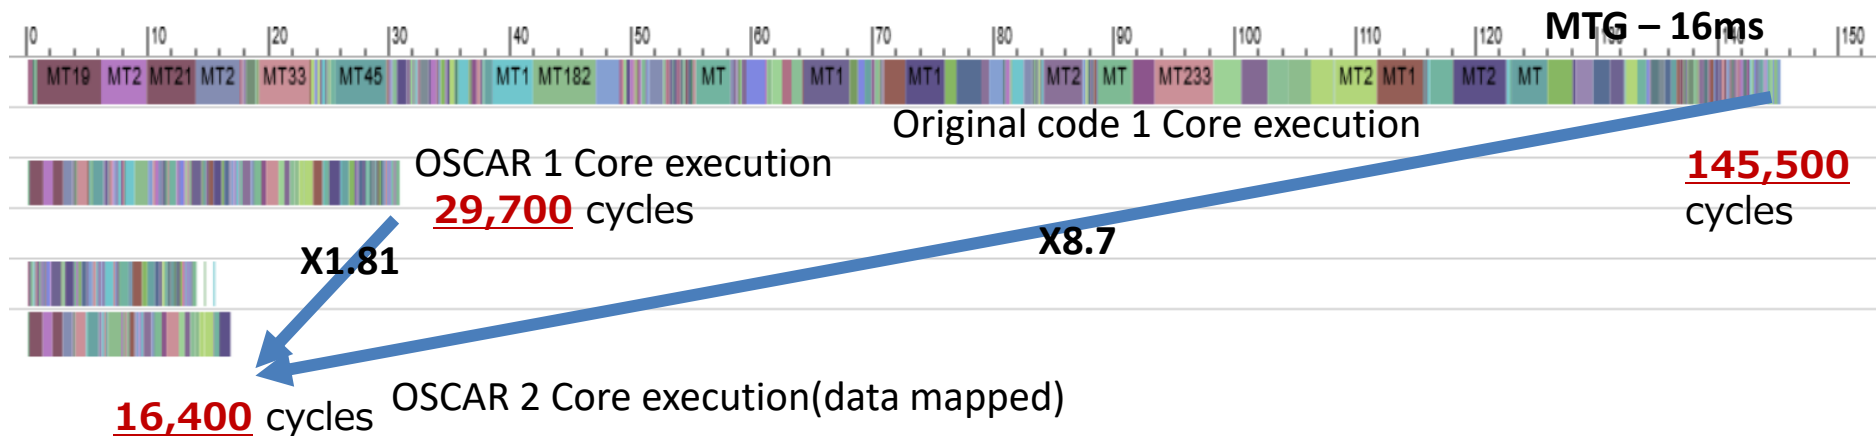 MTG – 16ms
0 10 20 30 40 50 60 70 80 90 100 110 120 140 150
MT19 MT2 MT21 MT2 MT33 MT45 MT1 MT182 MT MT1 MT1 MT2 MT MT233 MT2 MT1 MT2 MT
Original code 1 Core execution
OSCAR 1 Core execution
145,500
29,700 cycles
cycles
X8.7
X1.81
OSCAR 2 Core execution(data mapped)
16,400 cycles